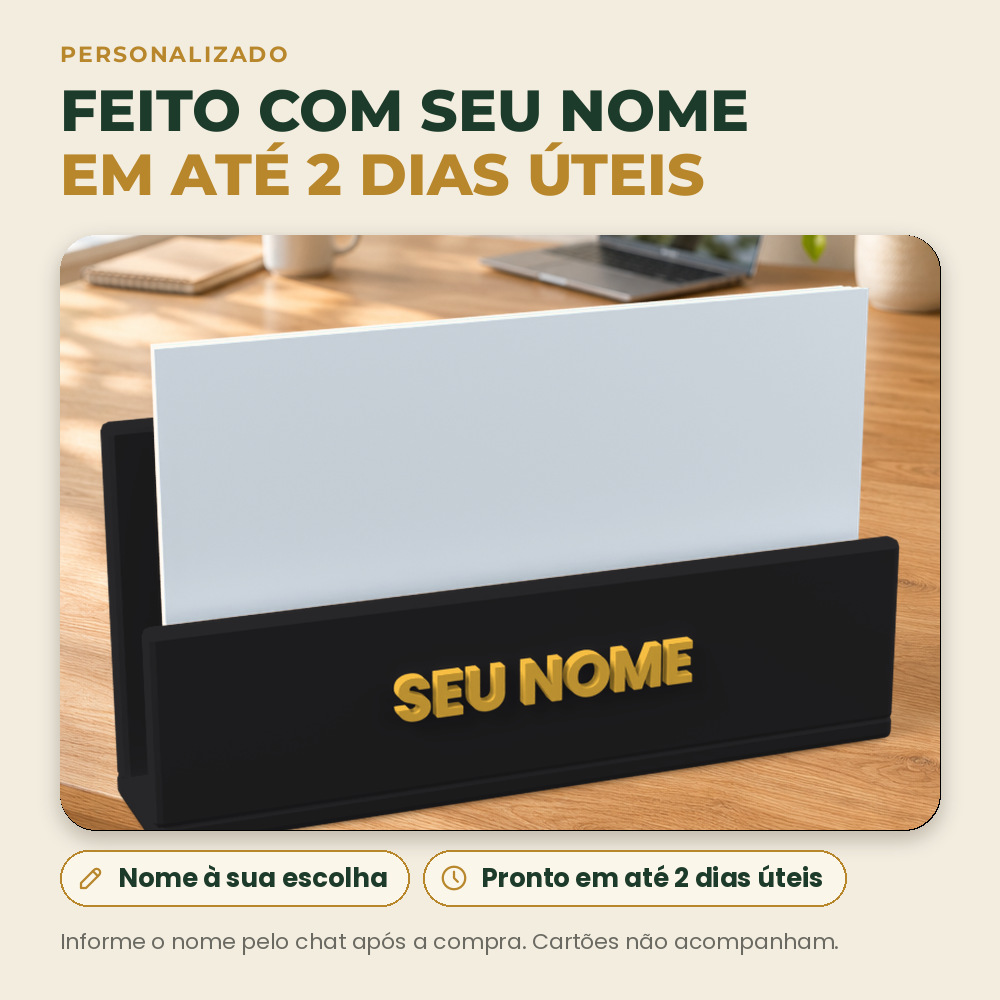 PERSONALIZADO
FEITO COM SEU NOME
EM ATÉ 2 DIAS ÚTEIS
SEU NOME
Nome à sua escolha
Pronto em até 2 dias úteis
Informe o nome pelo chat após a compra. Cartões não acompanham.